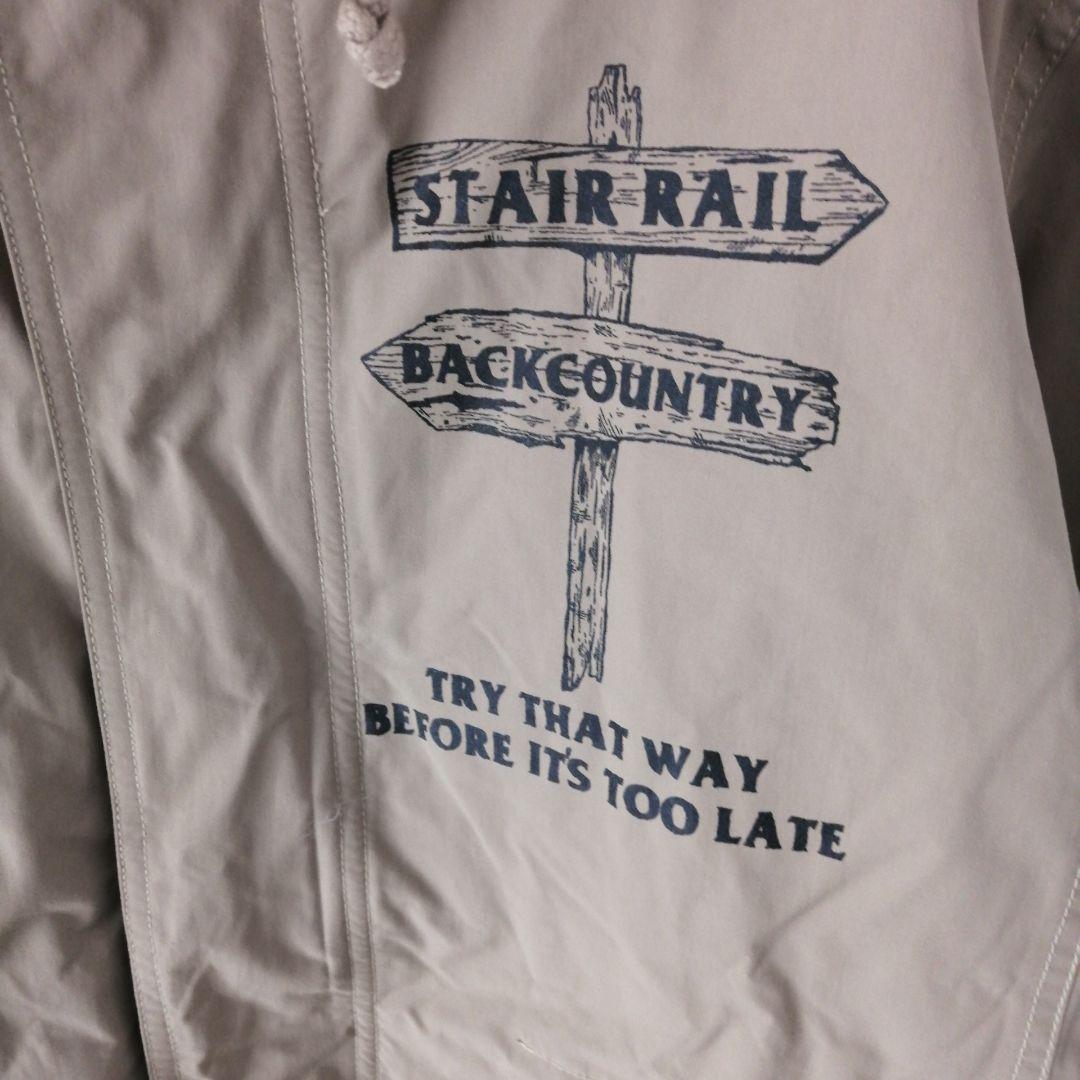 STAIR RAIL
BACKCOUNTRY
TRY THAT WAY
BEFORE IT'S TOO LATE